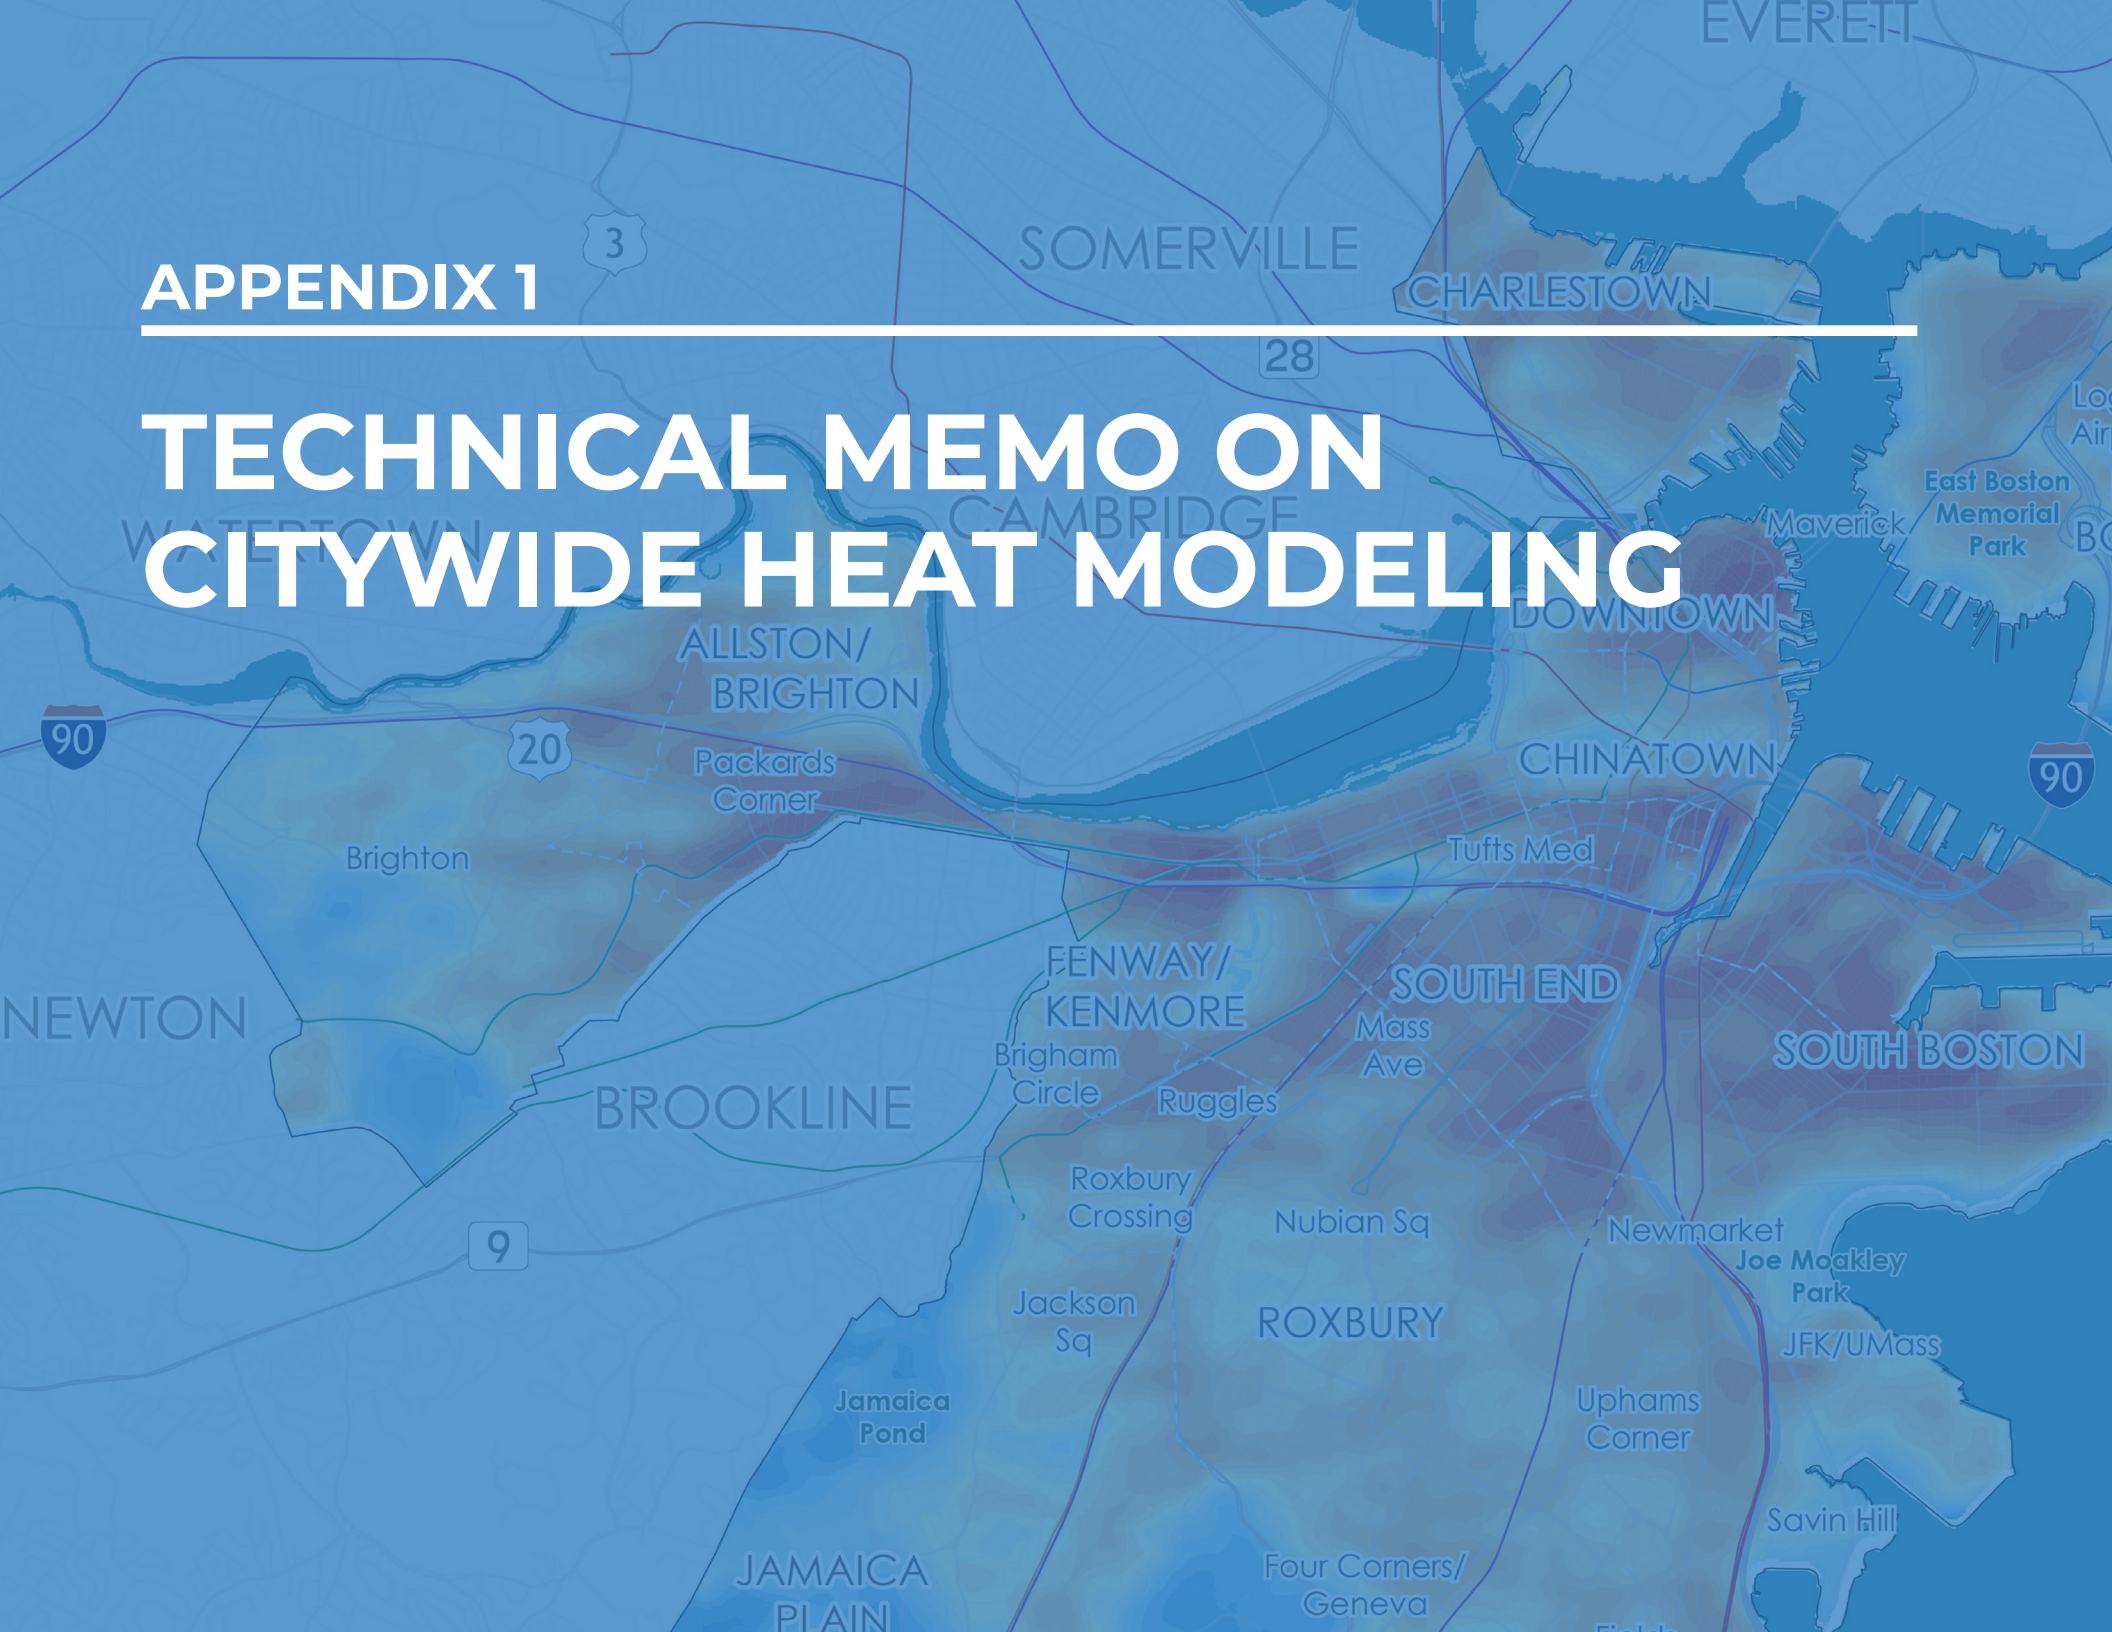 EVERETT
3
SOMERVILLE
APPENDIX 1
CHARLESTOWN
28
TECHNICAL MEMO ON
CITYWIDE HEAT MODELING
WATERTOWN
CAMBRIDGE
East Boston
Memorial
Park
Maverick
DOWNTOWN
ALLSTON/
BRIGHTON
90
20
Packards
Corner
CHINATOWN
90
Brighton
Tufts Med
FENWAY/
KENMORE
SOUTH END
NEWTON
Mass
Ave
SOUTH BOSTON
Brigham
Circle
BROOKLINE
Ruggles
Roxbury
Crossing
Nubian Sq
Newmarket
9
Joe Moakley
Park
Jackson
Sq
ROXBURY
JFK/UMass
Jamaica
Pond
Uphams
Corner
Savin Hill
JAMAICA
PLAIN
Four Corners/
Geneva